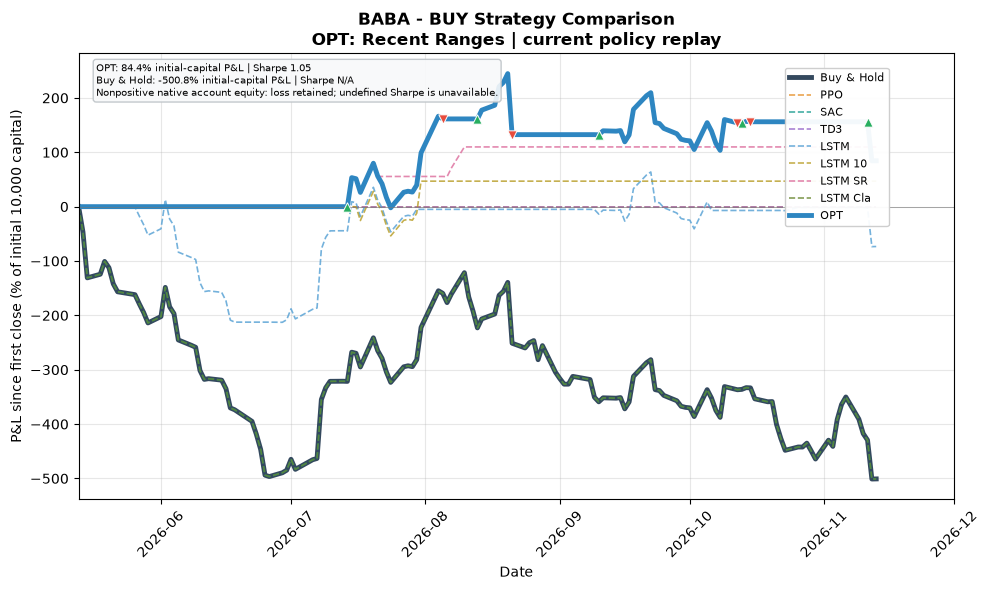 BABA - BUY Strategy Comparison
OPT: Recent Ranges | current policy replay
OPT: 84.4% initial-capital P&L | Sharpe 1.05
Buy & Hold: -500.8% initial-capital P&L | Sharpe N/A
Nonpositive native account equity: loss retained; undefined Sharpe is unavailable.
Buy & Hold
PPO
SAC
TD3
LSTM
LSTM 10
LSTM SR
LSTM Cla
OPT
P&L since first close (% of initial 10,000 capital)
200
100
0
−100
−200
−300
−400
−500
2026-06
2026-07
2026-08
2026-09
2026-10
2026-11
2026-12
Date